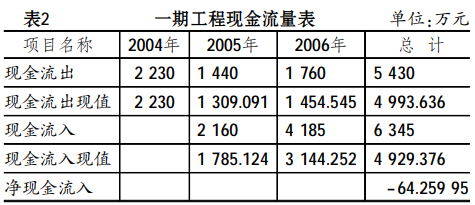 表2 一期工程现金流量表 单位:万元
项目名称 2004年 2005年 2006年 总 计
现金流出 2 230 1 440 1 760 5 430
现金流出现值 2 230 1 309.091 1 454.545 4 993.636
现金流入 2 160 4 185 6 345
现金流入现值 1 785.124 3 144.252 4 929.376
净现金流入 -64.259 95